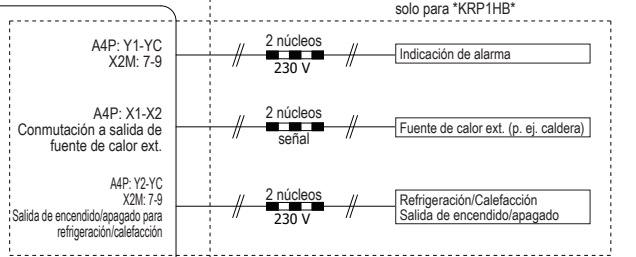 solo para *KRP1HB*
A4P: Y1-YC
X2M: 7-9
2 núcleos
230 V
Indicación de alarma
A4P: X1-X2
Conmutación a salida de
fuente de calor ext.
2 núcleos
señal
Fuente de calor ext. (p. ej. caldera)
A4P: Y2-YC
X2M: 7-9
Salida de encendido/apagado para
refrigeración/calefacción
2 núcleos
230 V
Refrigeración/Calefacción
Salida de encendido/apagado